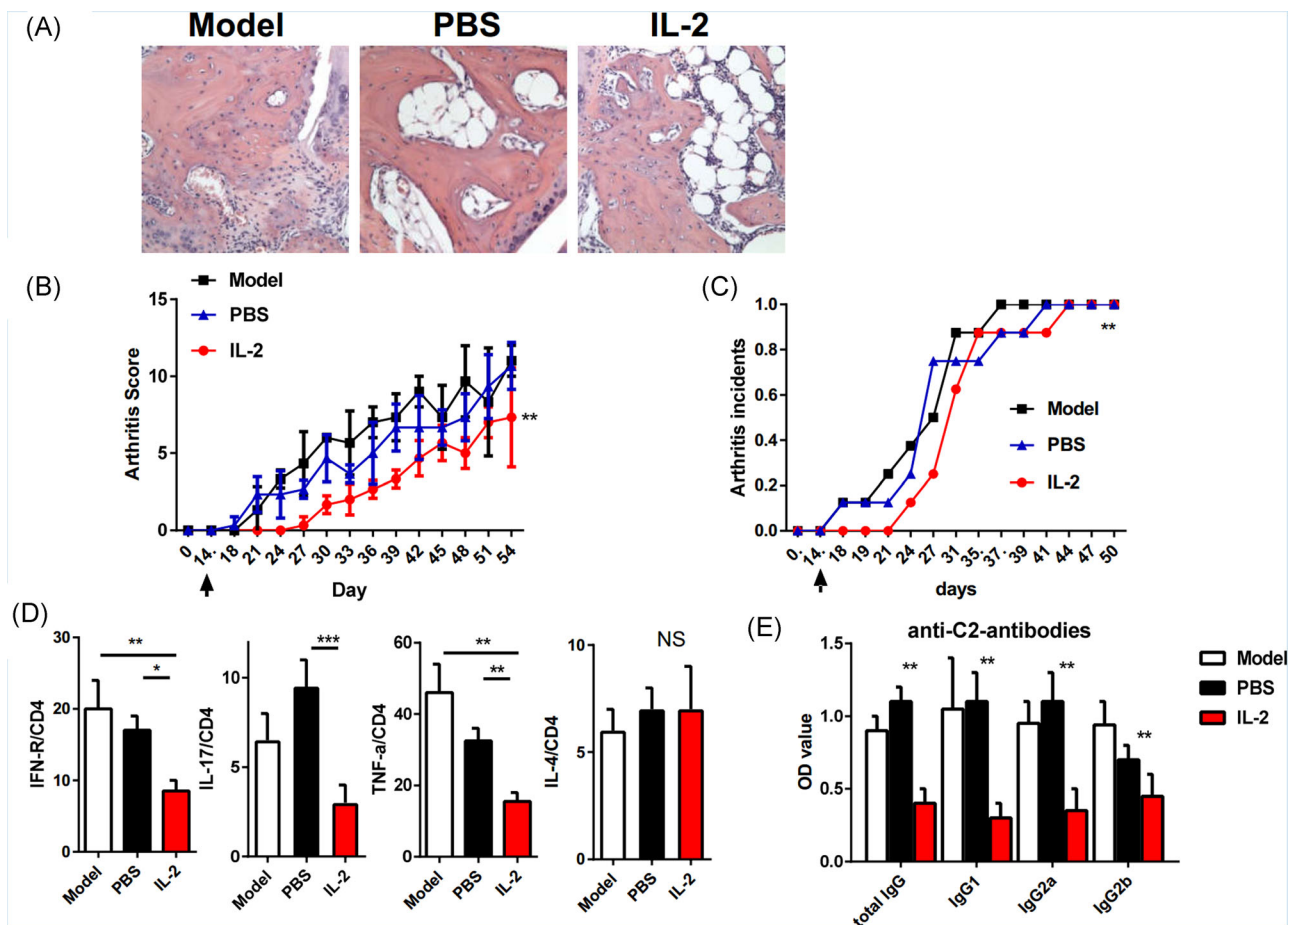 (A)
Model PBS IL-2
(B)
Model
PBS
IL-2
15
10
5
0
Arthritis Score
**
0 14. 18 21 24 27 30 33 36 39 42 45 48 51 54
Day
(C)
1.0
0.8
0.6
0.4
0.2
0.0
Arthritis incidents
**
Model
PBS
IL-2
0. 14. 18 19 21 24 27 31 35. 37. 39 41 44 47 50
days
(D)
30
20
10
0
IFN-R/CD4
**
*
Model PBS IL-2
10
5
0
IL-17/CD4
***
Model PBS IL-2
60
40
20
0
TNF-a/CD4
**
**
Model PBS IL-2
10
5
0
IL-4/CD4
NS
Model PBS IL-2
(E)
anti-C2-antibodies
1.5
1.0
0.5
0.0
OD value
** ** ** **
total IgG IgG1 IgG2a IgG2b
Model
PBS
IL-2